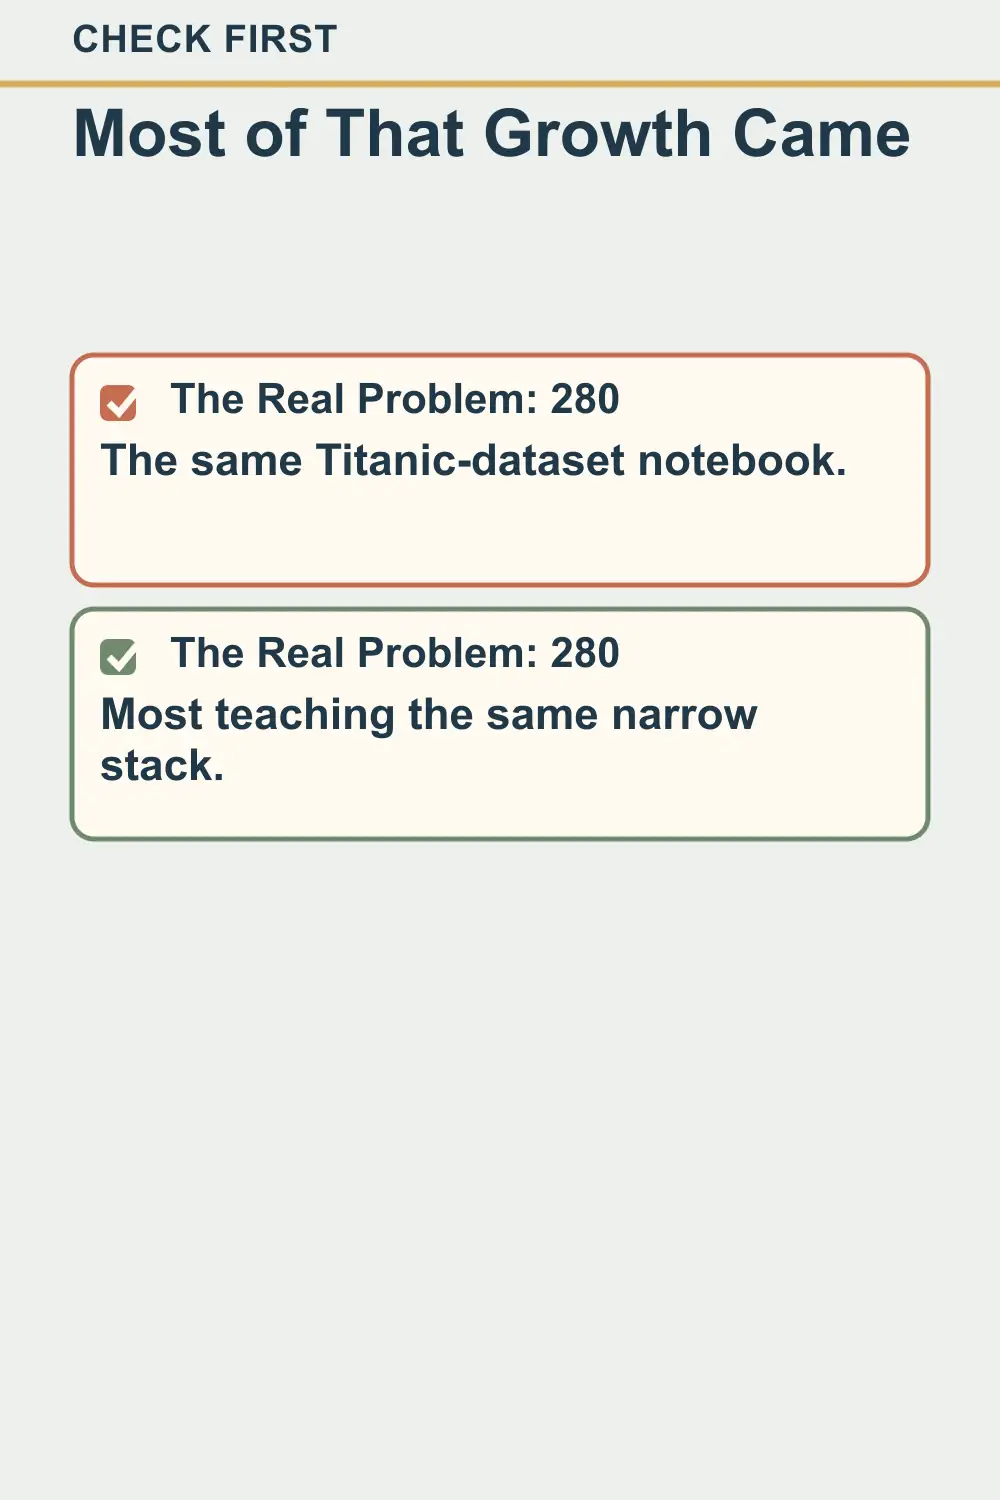 CHECK FIRST
Most of That Growth Came
The Real Problem: 280
The same Titanic-dataset notebook.
The Real Problem: 280
Most teaching the same narrow
stack.